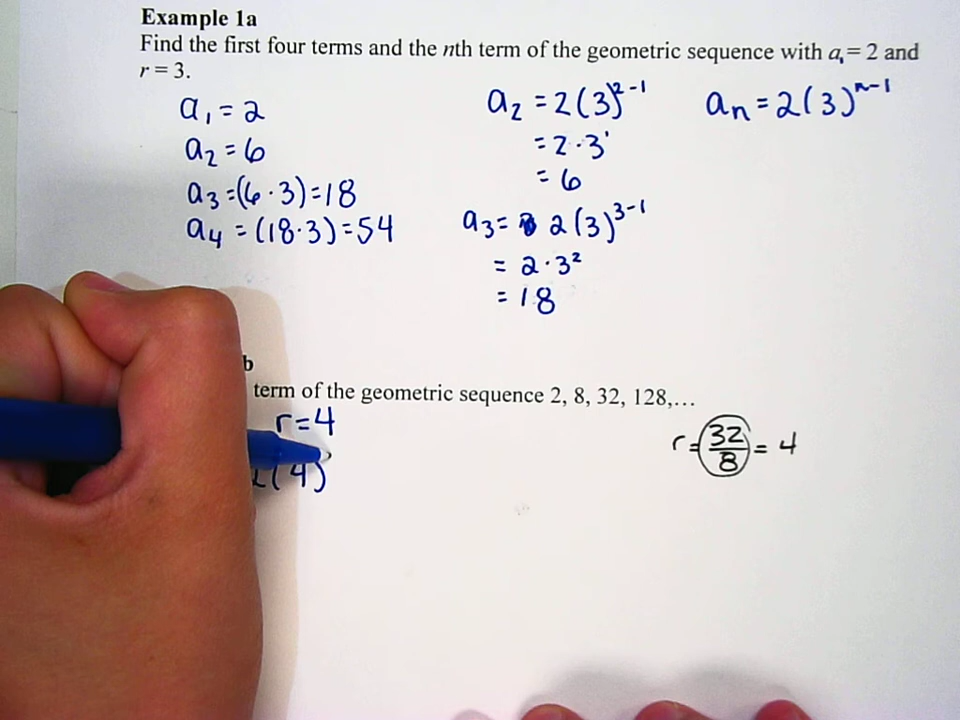 Example 1a
Find the first four terms and the nth term of the geometric sequence with a₁ = 2 and
r = 3.
a₁ = 2
a₂ = 6
a₃ = (6 · 3) = 18
a₄ = (18 · 3) = 54
a₂ = 2(3)²⁻¹
= 2 · 3¹
= 6
a₃ = 2(3)³⁻¹
= 2 · 3²
= 18
aₙ = 2(3)ⁿ⁻¹
b
term of the geometric sequence 2, 8, 32, 128,…
r = 4
2(4)
r = 32/8 = 4